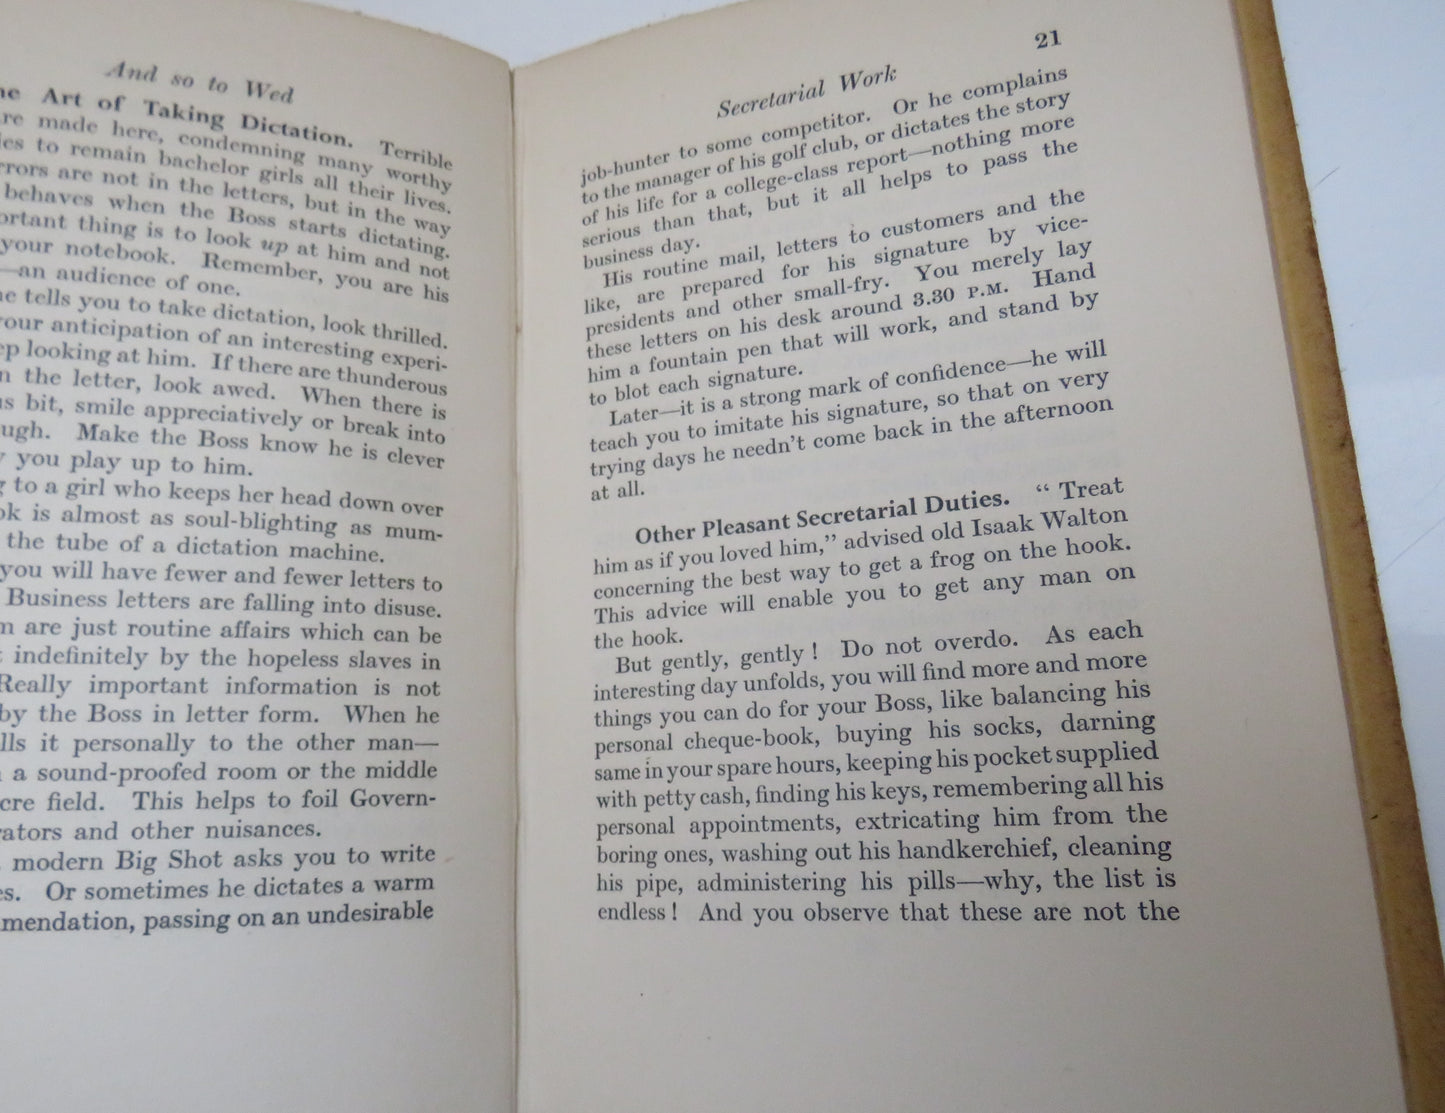 And so to Wed
Art of Taking Dictation. Terrible
made here, condemning many worthy
to remain bachelor girls all their lives.
are not in the letters, but in the way
behaves when the Boss starts dictating.
thing is to look up at him and not
your notebook. Remember, you are his
—an audience of one.
tells you to take dictation, look thrilled.
your anticipation of an interesting experi-
looking at him. If there are thunderous
the letter, look awed. When there is
bit, smile appreciatively or break into
Make the Boss know he is clever
you play up to him.
to a girl who keeps her head down over
is almost as soul-blighting as mum-
the tube of a dictation machine.
you will have fewer and fewer letters to
Business letters are falling into disuse.
are just routine affairs which can be
indefinitely by the hopeless slaves in
Really important information is not
by the Boss in letter form. When he
it personally to the other man—
a sound-proofed room or the middle
field. This helps to foil Govern-
and other nuisances.
modern Big Shot asks you to write
Or sometimes he dictates a warm
mendation, passing on an undesirable
21
Secretarial Work
job-hunter to some competitor. Or he complains
to the manager of his golf club, or dictates the story
of his life for a college-class report—nothing more
serious than that, but it all helps to pass the
business day.
His routine mail, letters to customers and the
like, are prepared for his signature by vice-
presidents and other small-fry. You merely lay
these letters on his desk around 3.30 P.M. Hand
him a fountain pen that will work, and stand by
to blot each signature.
Later—it is a strong mark of confidence—he will
teach you to imitate his signature, so that on very
trying days he needn't come back in the afternoon
at all.
Other Pleasant Secretarial Duties. “ Treat
him as if you loved him,” advised old Isaak Walton
concerning the best way to get a frog on the hook.
This advice will enable you to get any man on
the hook.
But gently, gently ! Do not overdo. As each
interesting day unfolds, you will find more and more
things you can do for your Boss, like balancing his
personal cheque-book, buying his socks, darning
same in your spare hours, keeping his pocket supplied
with petty cash, finding his keys, remembering all his
personal appointments, extricating him from the
boring ones, washing out his handkerchief, cleaning
his pipe, administering his pills—why, the list is
endless ! And you observe that these are not the